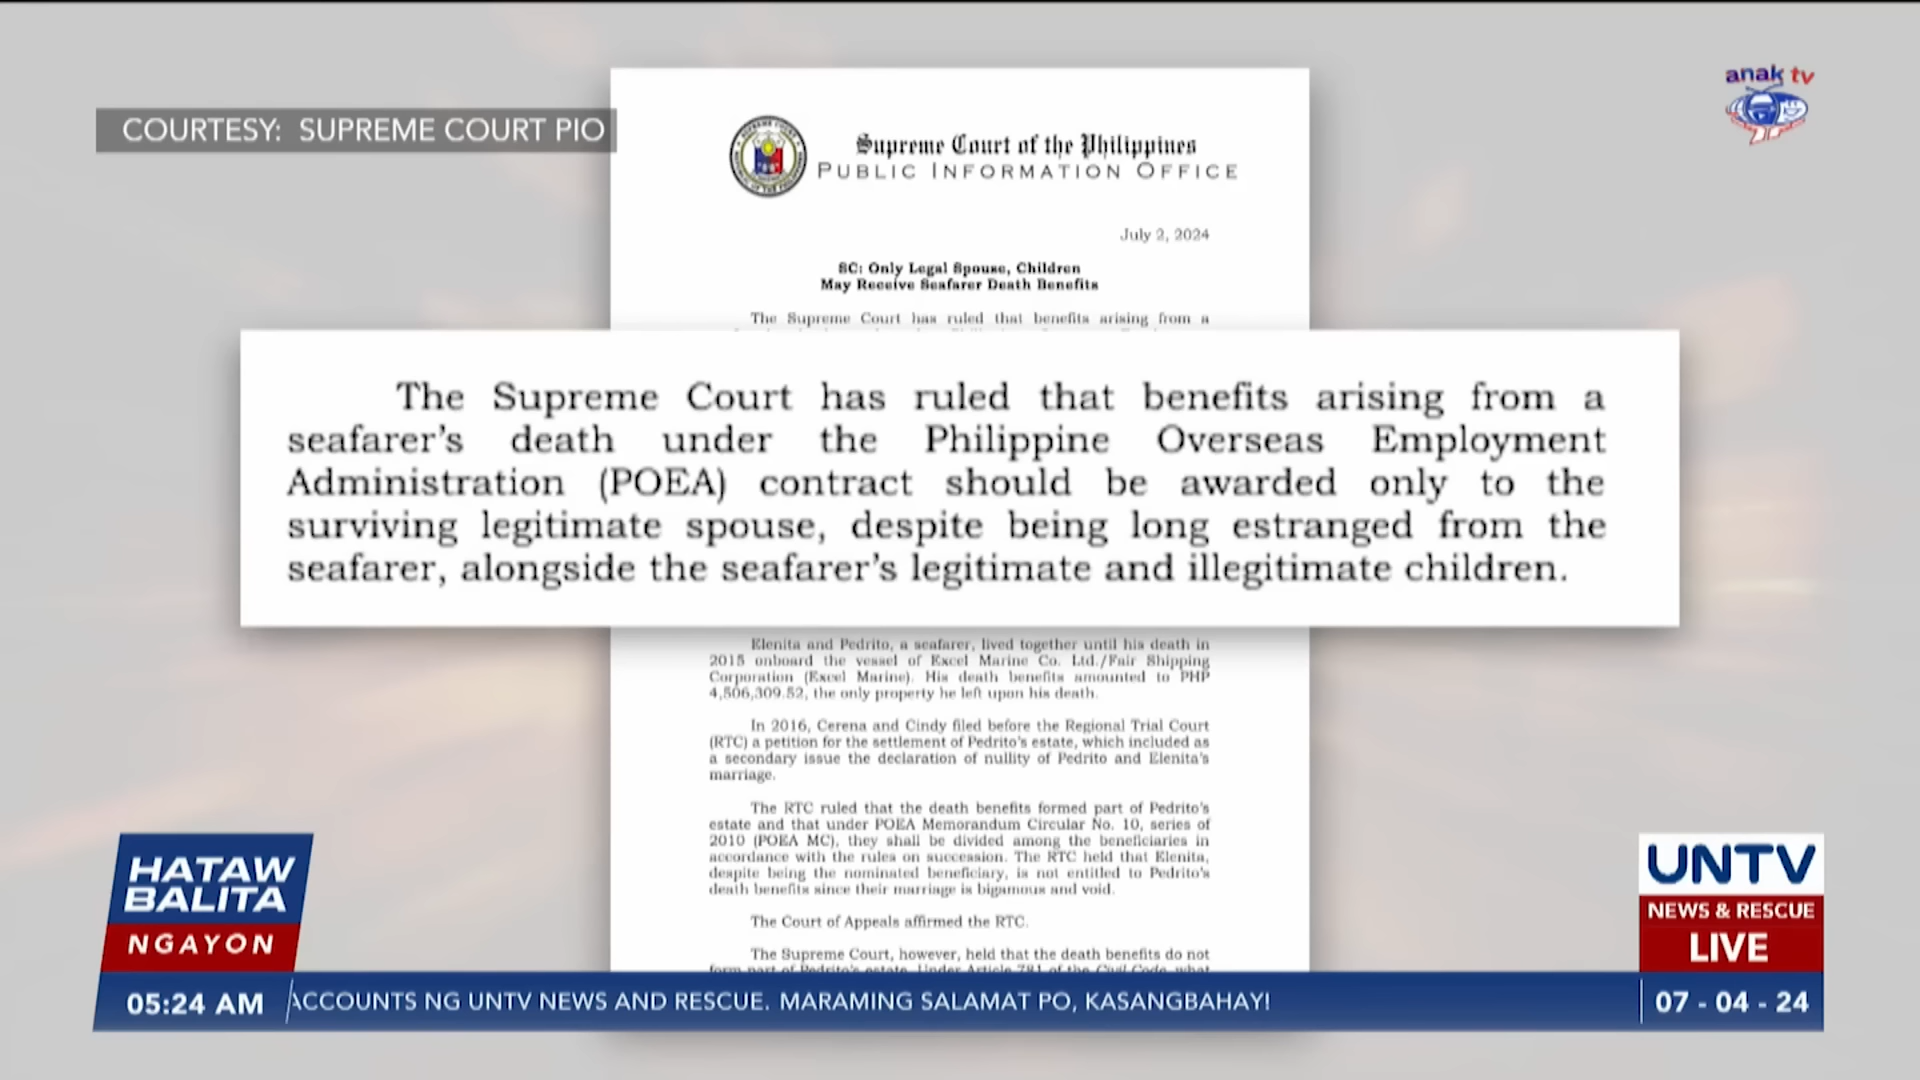 anak tv
COURTESY: SUPREME COURT PIO
Supreme Court of the Philippines
PUBLIC INFORMATION OFFICE
July 2, 2024
SC: Only Legal Spouse, Children
May Receive Seafarer Death Benefits
The Supreme Court has ruled that benefits arising from a
The Supreme Court has ruled that benefits arising from a
seafarer's death under the Philippine Overseas Employment
Administration (POEA) contract should be awarded only to the
surviving legitimate spouse, despite being long estranged from the
seafarer, alongside the seafarer's legitimate and illegitimate children.
Elenita and Pedrito, a seafarer, lived together until his death in
2015 onboard the vessel of Excel Marine Co. Ltd./Fair Shipping
Corporation (Excel Marine). His death benefits amounted to PHP
4,506,309.52, the only property he left upon his death.
In 2016, Cerena and Cindy filed before the Regional Trial Court
(RTC) a petition for the settlement of Pedrito's estate, which included as
a secondary issue the declaration of nullity of Pedrito and Elenita's
marriage.
The RTC ruled that the death benefits formed part of Pedrito's
estate and that under POEA Memorandum Circular No. 10, series of
2010 (POEA MC), they shall be divided among the beneficiaries in
accordance with the rules on succession. The RTC held that Elenita,
despite being the nominated beneficiary, is not entitled to Pedrito's
death benefits since their marriage is bigamous and void.
The Court of Appeals affirmed the RTC.
The Supreme Court, however, held that the death benefits do not
form part of Pedrito's estate. Under Article 781 of the Civil Code, what
HATAW
BALITA
NGAYON
UNTV
NEWS & RESCUE
LIVE
05:24 AM
ACCOUNTS NG UNTV NEWS AND RESCUE. MARAMING SALAMAT PO, KASANGBAHAY!
07 - 04 - 24